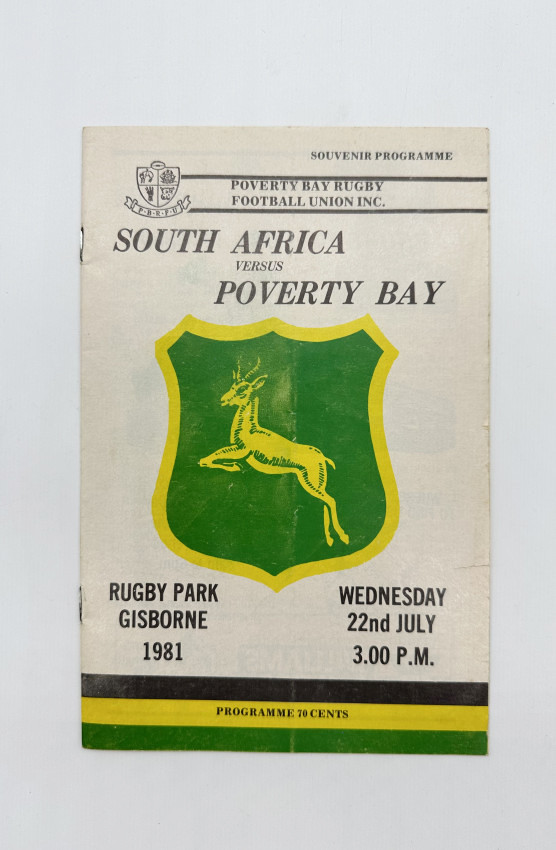 SOUVENIR PROGRAMME
POVERTY BAY RUGBY
FOOTBALL UNION INC.
P.B.R.F.U
SOUTH AFRICA
VERSUS
POVERTY BAY
RUGBY PARK
GISBORNE
1981
WEDNESDAY
22nd JULY
3.00 P.M.
PROGRAMME 70 CENTS